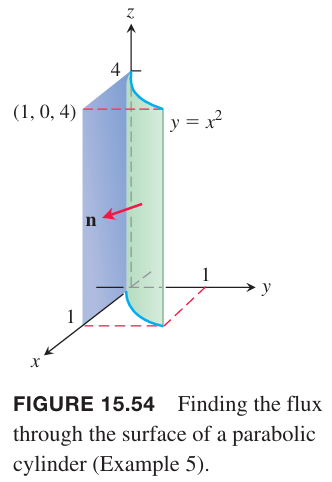 z
4
(1, 0, 4)
y = x²
n
1
y
1
x
FIGURE 15.54 Finding the flux
through the surface of a parabolic
cylinder (Example 5).